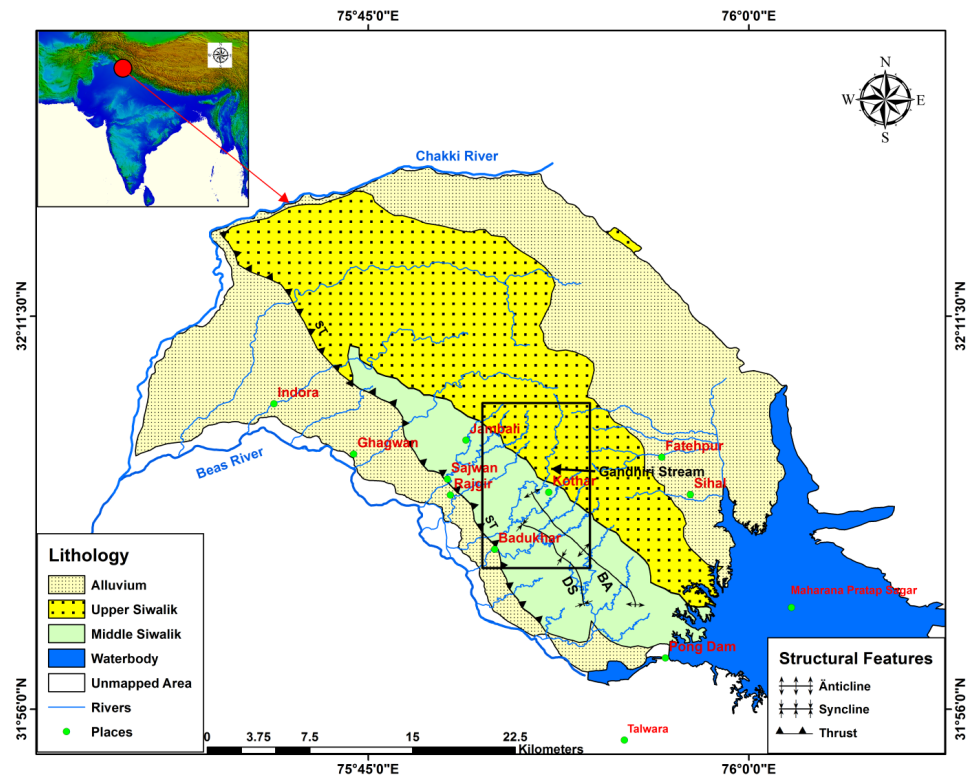 75°45'0"E
76°0'0"E
N
W
E
S
Chakki River
32°11'30"N
32°11'30"N
ST
Indora
Jambali
Ghagwan
Fatehpur
Beas River
Sajwan
Gandhiri Stream
Rajgir
Kothar
Sihal
ST
Badukhar
DS
BA
Maharana Pratap Sagar
Pong Dam
Talwara
Lithology
Alluvium
Upper Siwalik
Middle Siwalik
Waterbody
Unmapped Area
Rivers
Places
Structural Features
Änticline
Syncline
Thrust
31°56'0"N
31°56'0"N
0 3.75 7.5 15 22.5
Kilometers
75°45'0"E
76°0'0"E